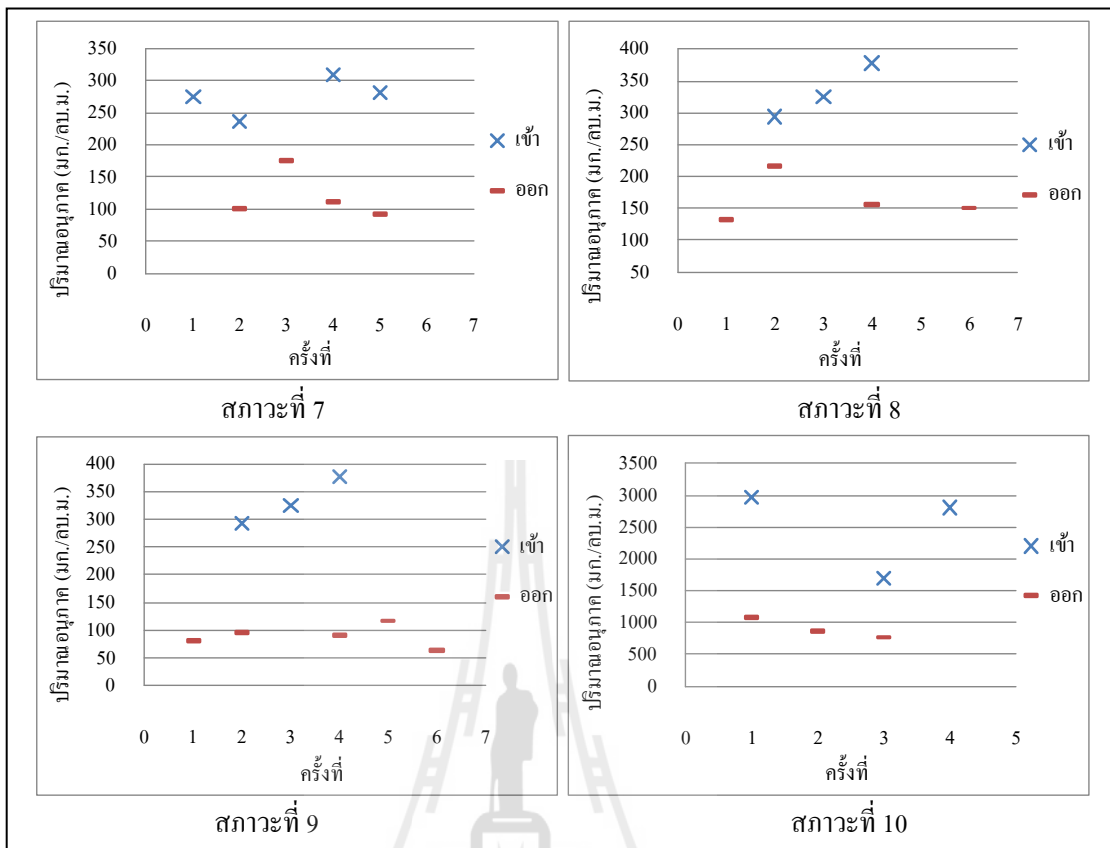 ปริมาณอนุภาค (มก./ลบ.ม.)
350
300
250
200
150
100
50
0
0 1 2 3 4 5 6 7
ครั้งที่
เข้า
ออก
สภาวะที่ 7
ปริมาณอนุภาค (มก./ลบ.ม.)
400
350
300
250
200
150
100
50
0 1 2 3 4 5 6 7
ครั้งที่
เข้า
ออก
สภาวะที่ 8
ปริมาณอนุภาค (มก./ลบ.ม.)
400
350
300
250
200
150
100
50
0
0 1 2 3 4 5 6 7
ครั้งที่
เข้า
ออก
สภาวะที่ 9
ปริมาณอนุภาค (มก./ลบ.ม.)
3500
3000
2500
2000
1500
1000
500
0
0 1 2 3 4 5
ครั้งที่
เข้า
ออก
สภาวะที่ 10